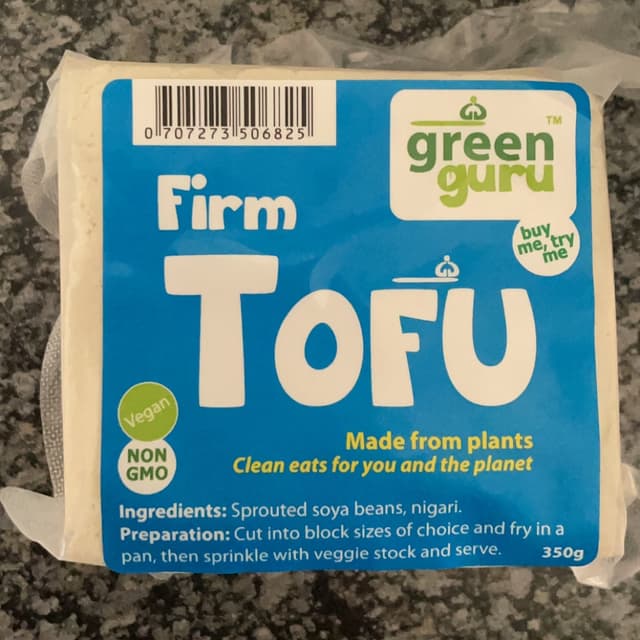 0 707273 506825
green
guru
TM
buy
me, try
me
Firm
TOFU
Vegan
NON
GMO
Made from plants
Clean eats for you and the planet
Ingredients: Sprouted soya beans, nigari.
Preparation: Cut into block sizes of choice and fry in a
pan, then sprinkle with veggie stock and serve.
350g